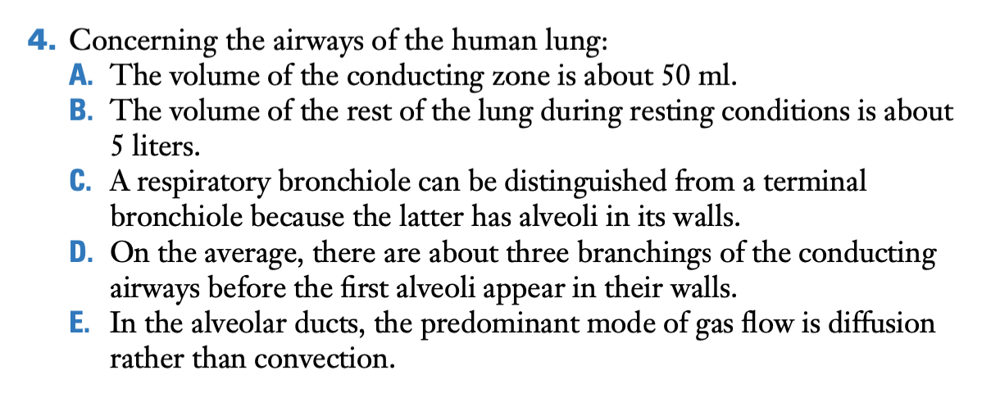 4. Concerning the airways of the human lung:
A. The volume of the conducting zone is about 50 ml.
B. The volume of the rest of the lung during resting conditions is about
5 liters.
C. A respiratory bronchiole can be distinguished from a terminal
bronchiole because the latter has alveoli in its walls.
D. On the average, there are about three branchings of the conducting
airways before the first alveoli appear in their walls.
E. In the alveolar ducts, the predominant mode of gas flow is diffusion
rather than convection.